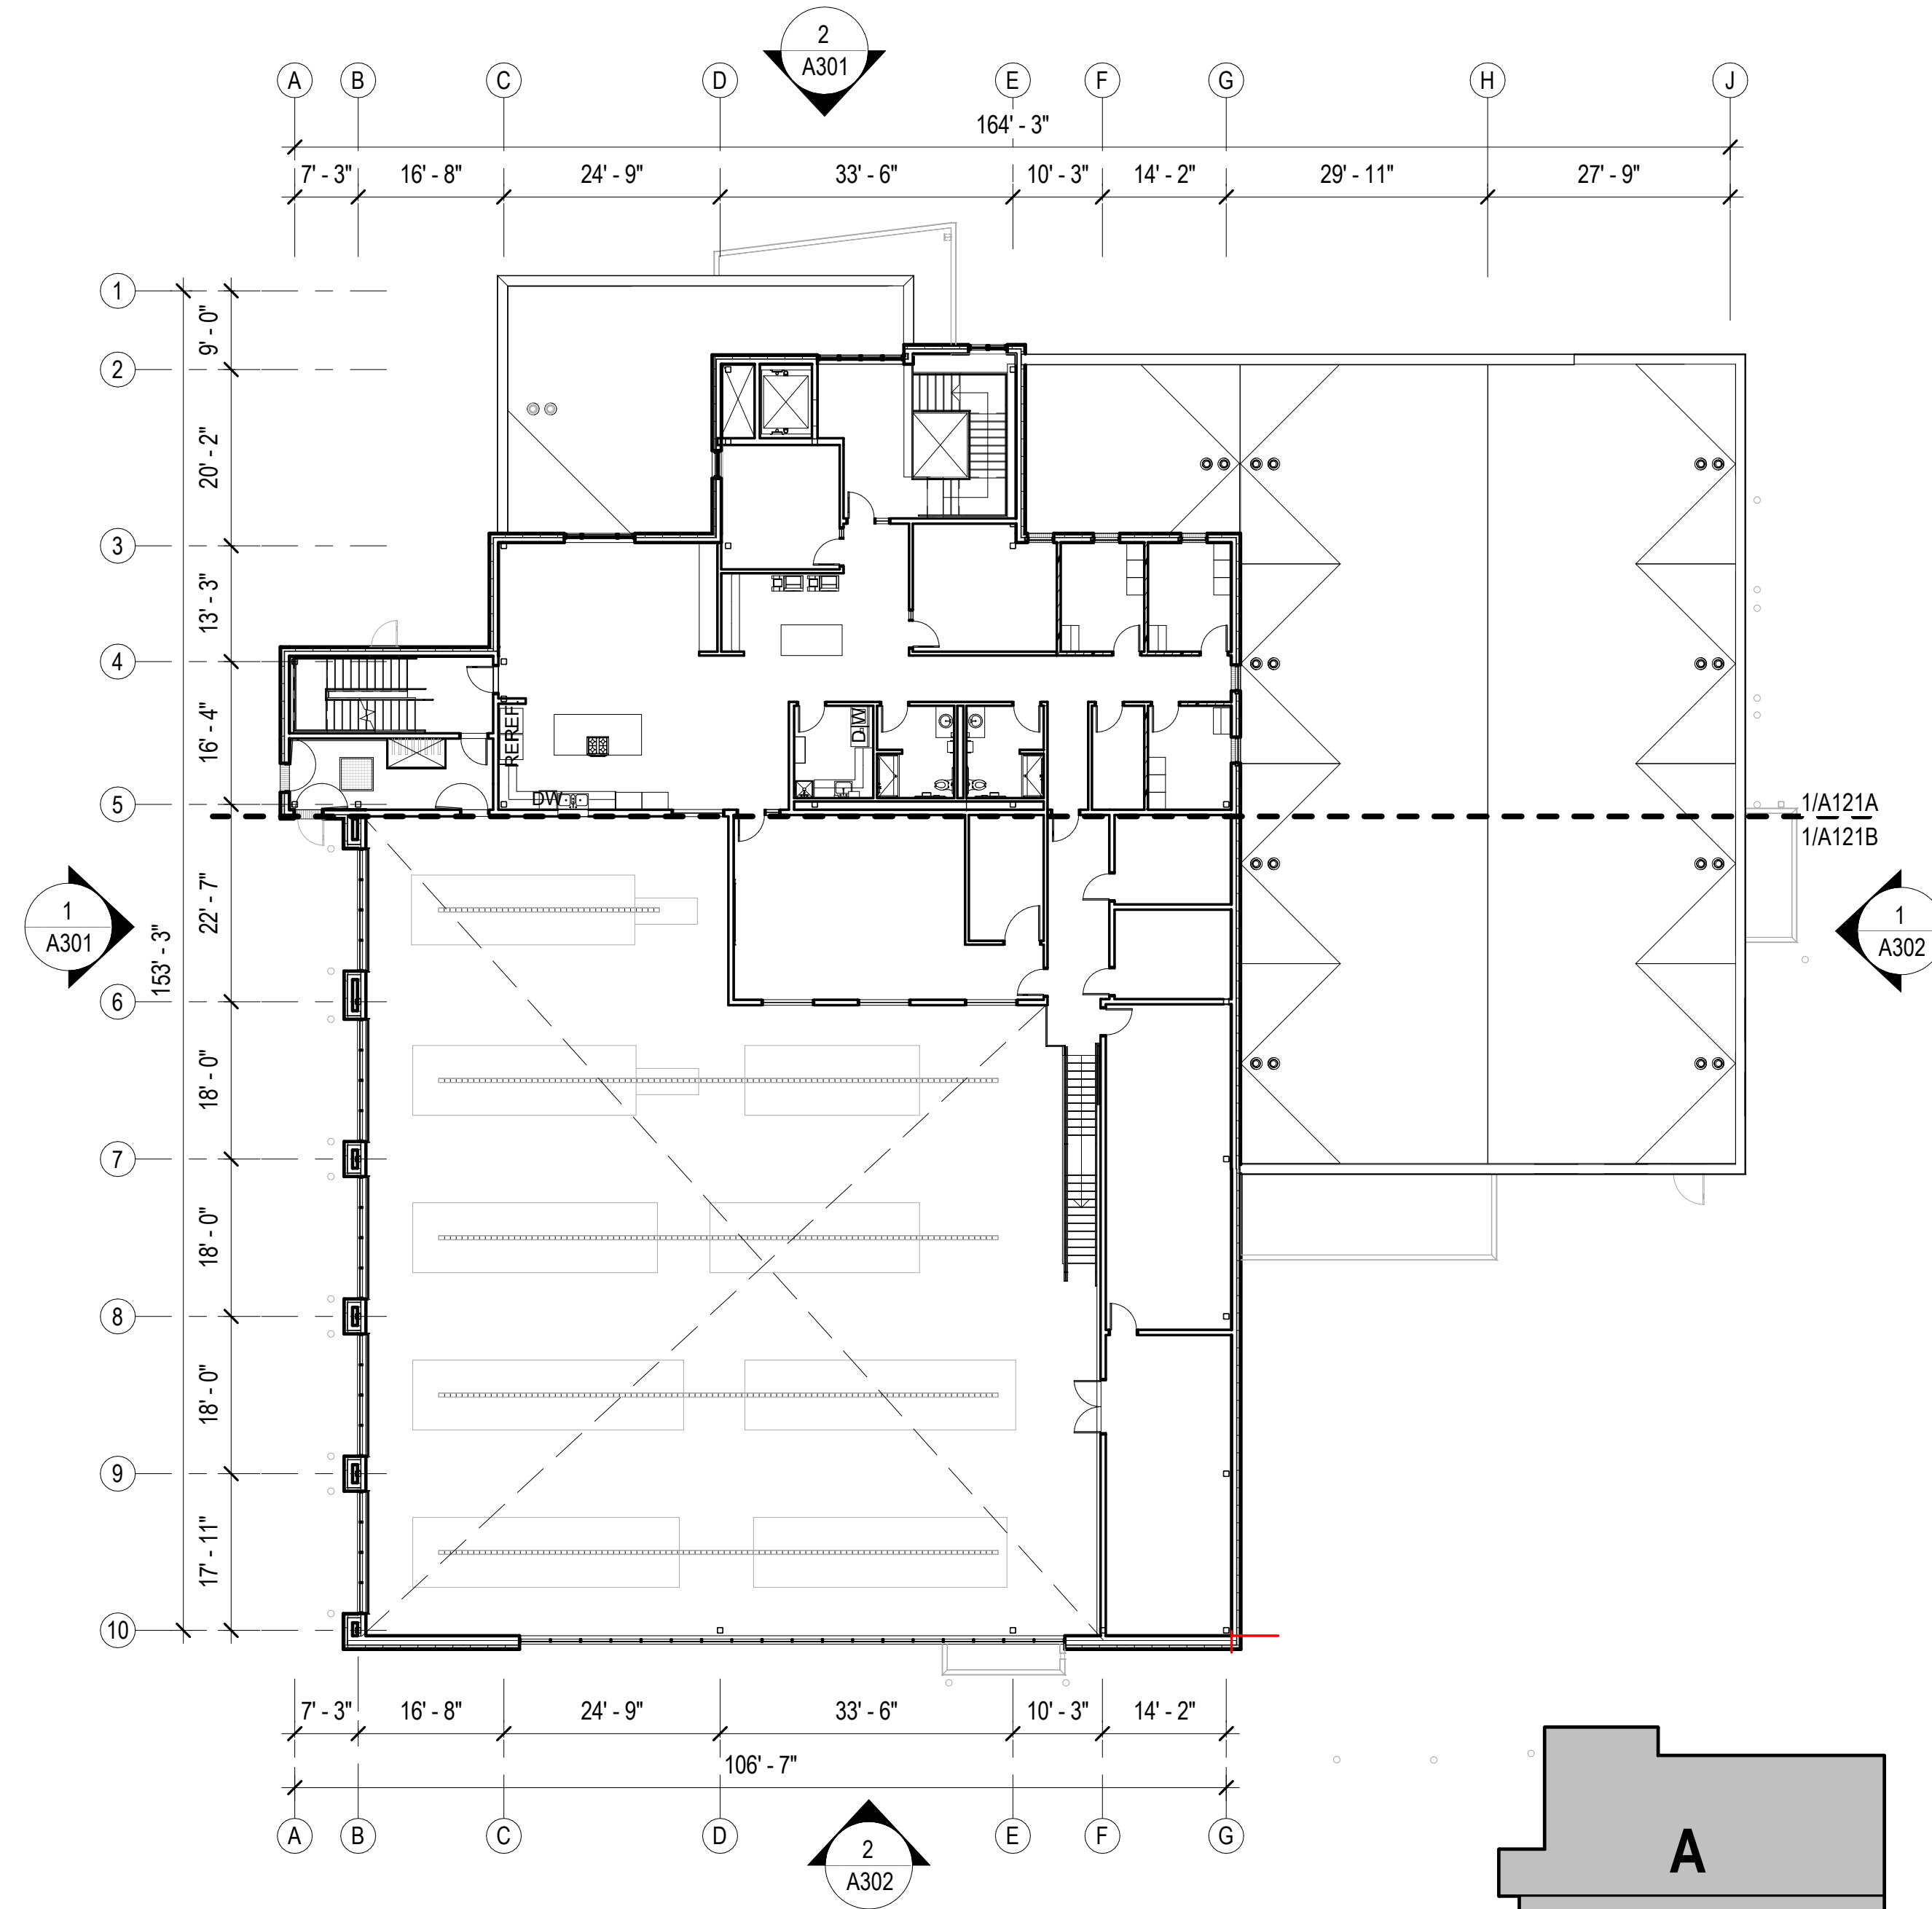 2
A301
A B C D E F G H J
164' - 3"
7' - 3" 16' - 8" 24' - 9" 33' - 6" 10' - 3" 14' - 2" 29' - 11" 27' - 9"
1
9' - 0"
2
20' - 2"
3
13' - 3"
4
16' - 4"
REREF.
D
W
DW
5
1/A121A
1/A121B
22' - 7"
1
A301
153' - 3"
1
A302
6
18' - 0"
7
18' - 0"
8
18' - 0"
9
17' - 11"
10
7' - 3" 16' - 8" 24' - 9" 33' - 6" 10' - 3" 14' - 2"
106' - 7"
A B C D E F G
2
A302
A